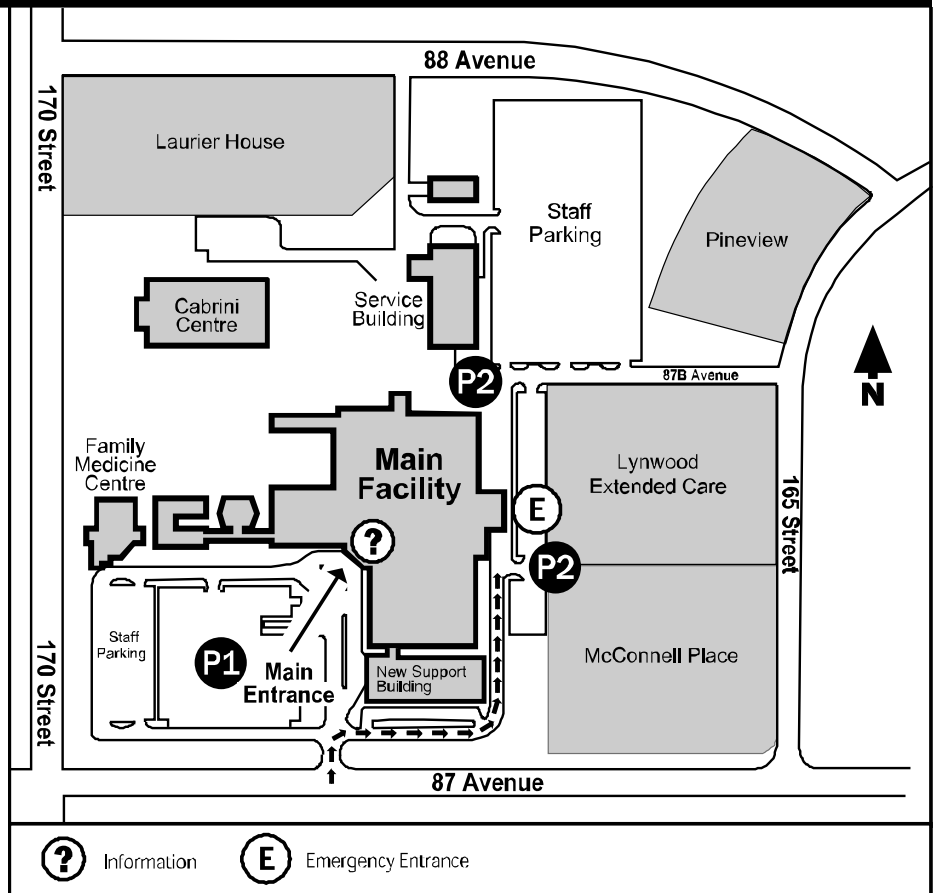 88 Avenue
170 Street
Laurier House
Staff
Parking
Pineview
Cabrini
Centre
Service
Building
P2
87B Avenue
N
Family
Medicine
Centre
Main
Facility
Lynwood
Extended Care
165 Street
E
?
P2
Staff
Parking
P1
Main
Entrance
New Support
Building
McConnell Place
170 Street
87 Avenue
? Information
E Emergency Entrance